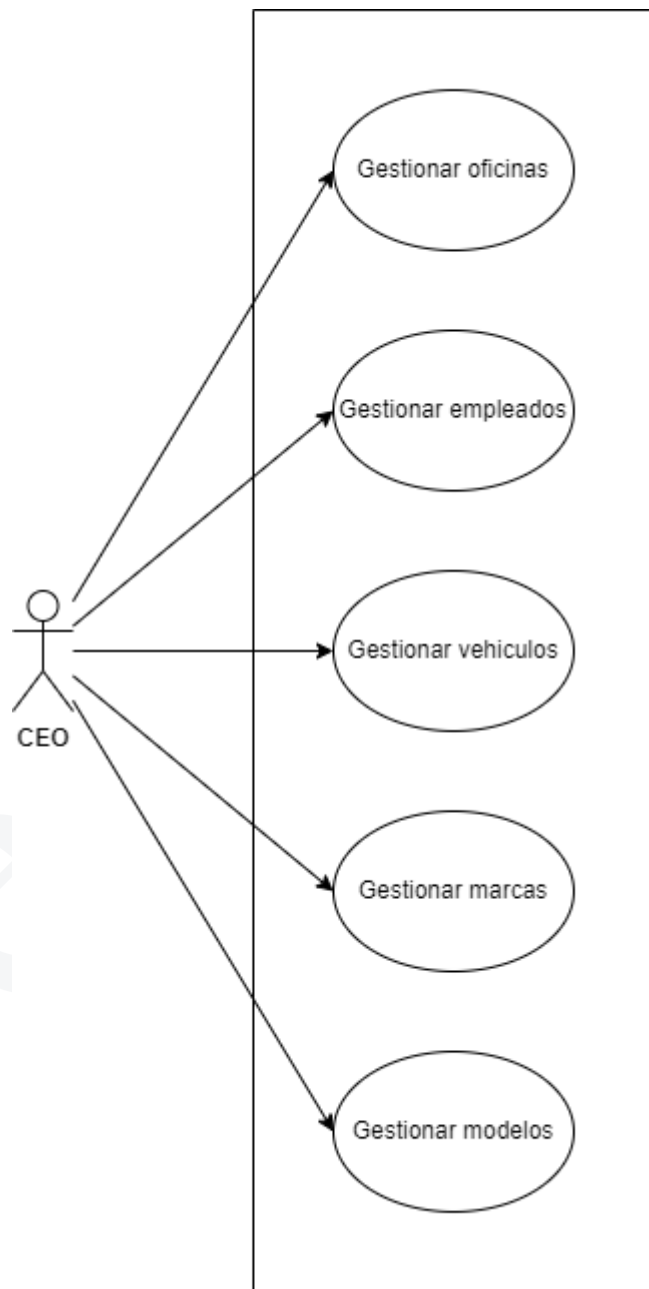 Gestionar oficinas
Gestionar empleados
Gestionar vehiculos
CEO
Gestionar marcas
Gestionar modelos